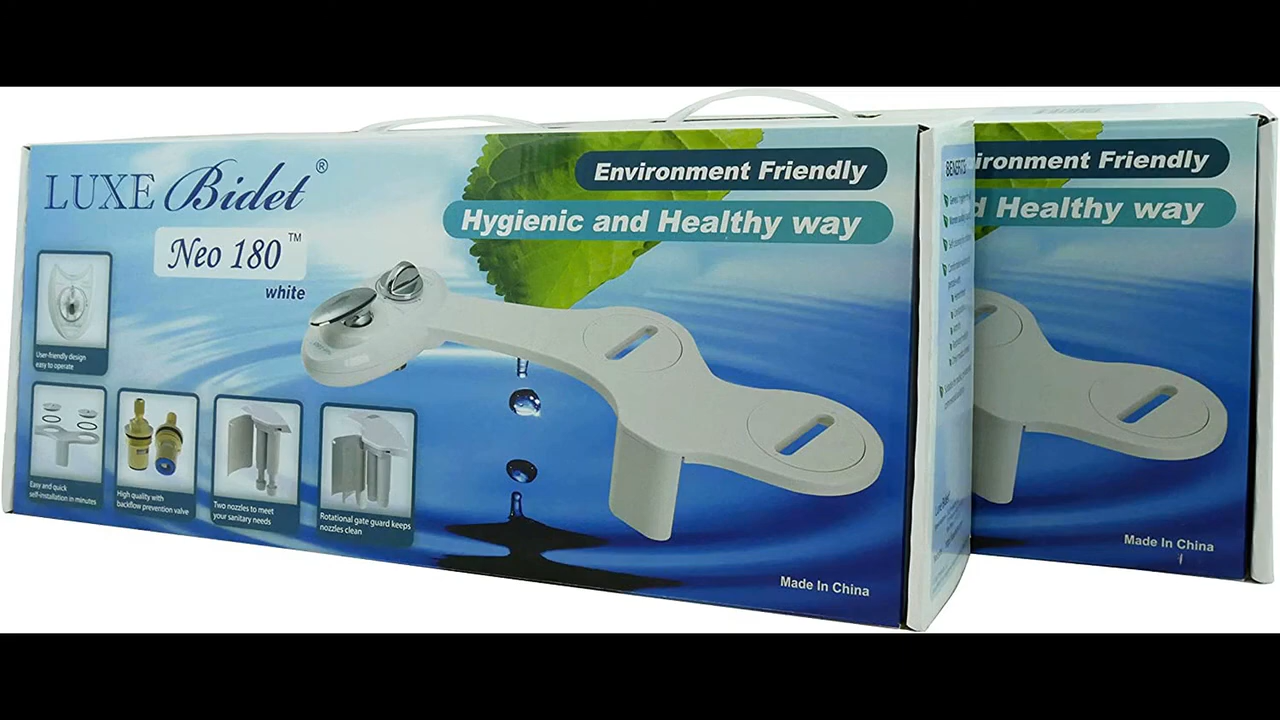 LUXE Bidet®
Neo 180™
white
Environment Friendly
Hygienic and Healthy way
User-friendly design
easy to operate
Easy and quick
self-installation in minutes
High quality with
backflow prevention valve
Two nozzles to meet
your sanitary needs
Rotational gate guard keeps
nozzles clean
Made In China
BENEFITS
ironment Friendly
d Healthy way
Made In China